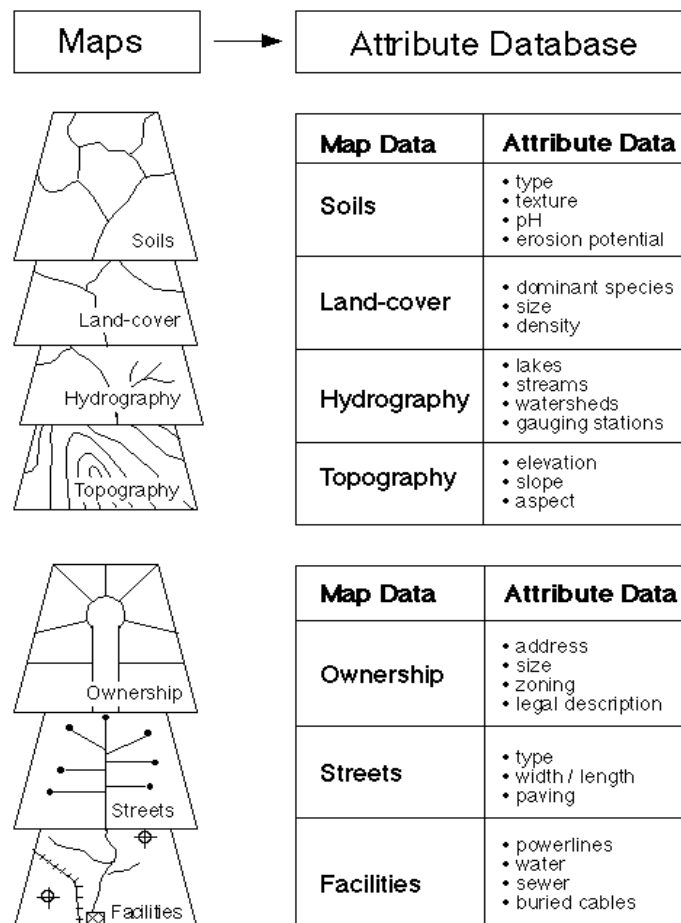 Maps
Attribute Database
Soils
Land-cover
Hydrography
Topography
Map Data
Attribute Data
Soils
• type
• texture
• pH
• erosion potential
Land-cover
• dominant species
• size
• density
Hydrography
• lakes
• streams
• watersheds
• gauging stations
Topography
• elevation
• slope
• aspect
Ownership
Streets
Facilities
Map Data
Attribute Data
Ownership
• address
• size
• zoning
• legal description
Streets
• type
• width / length
• paving
Facilities
• powerlines
• water
• sewer
• buried cables